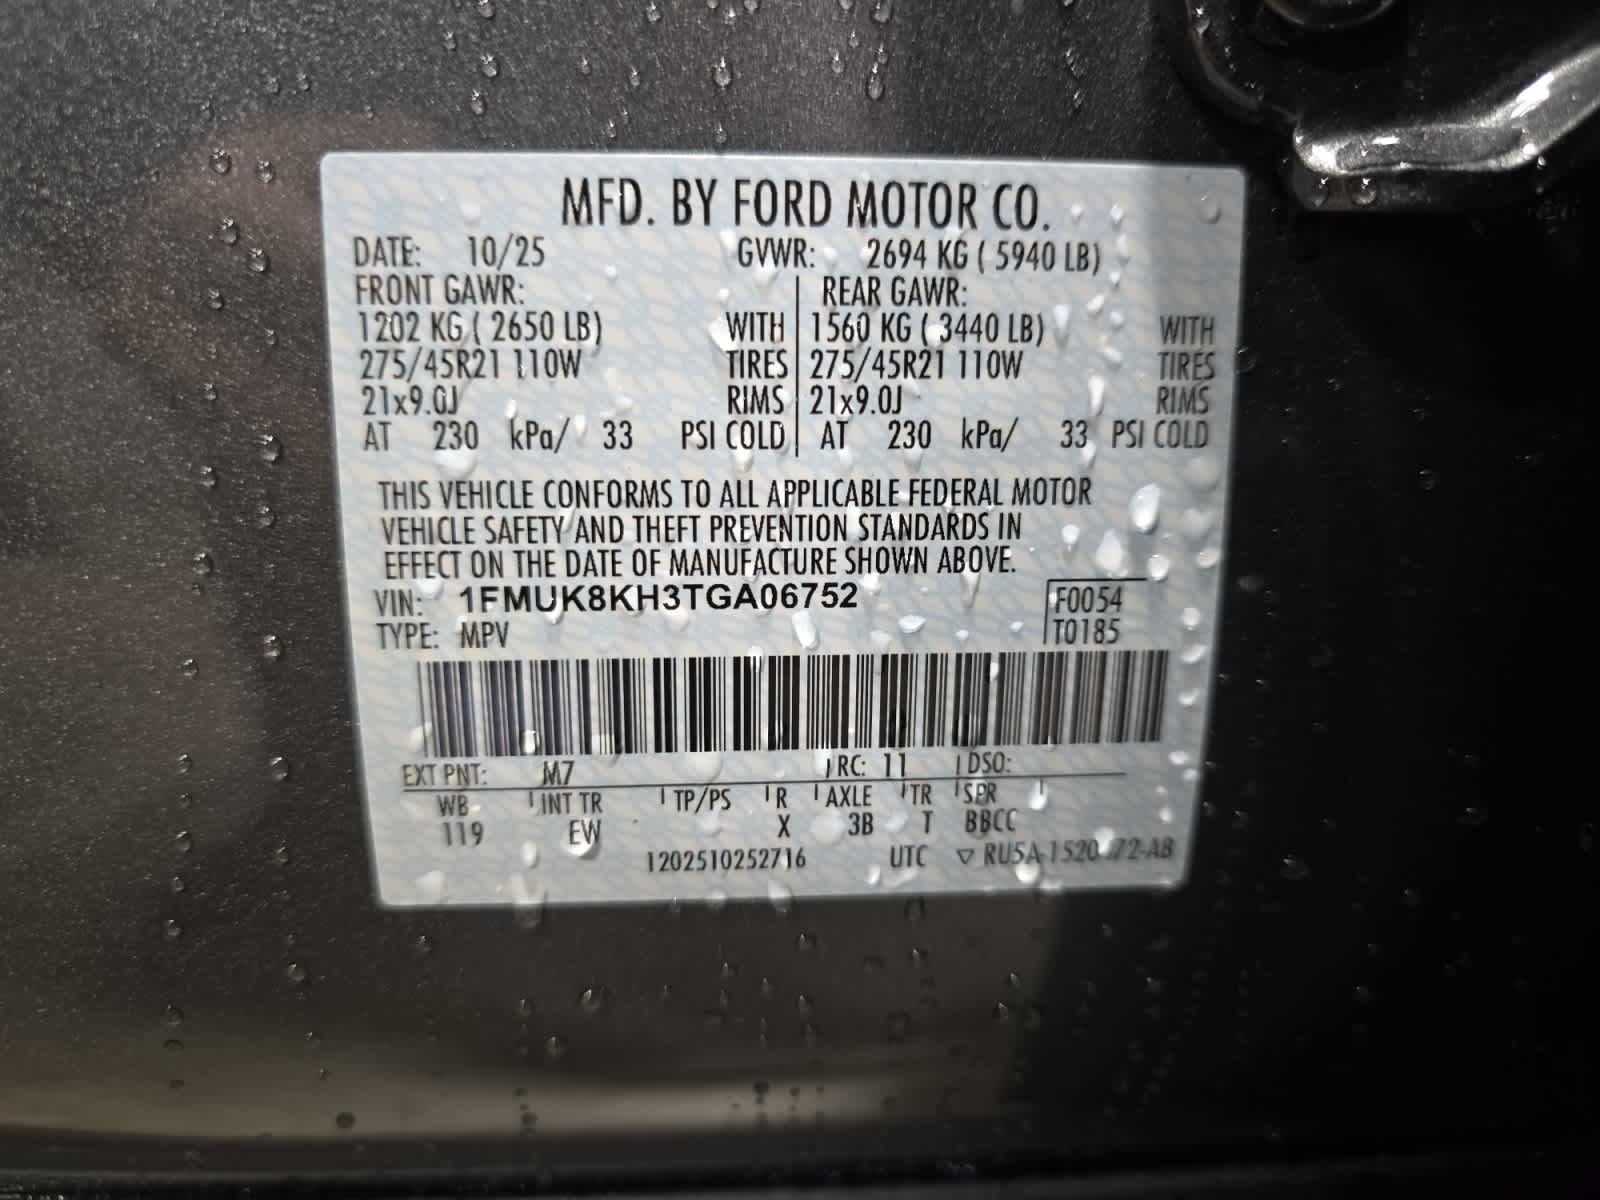 MFD. BY FORD MOTOR CO.
DATE: 10/25 GVWR: 2694 KG ( 5940 LB)
FRONT GAWR: REAR GAWR:
1202 KG ( 2650 LB) WITH 1560 KG ( 3440 LB) WITH
275/45R21 110W TIRES 275/45R21 110W TIRES
21x9.0J RIMS 21x9.0J RIMS
AT 230 kPa/ 33 PSI COLD AT 230 kPa/ 33 PSI COLD
THIS VEHICLE CONFORMS TO ALL APPLICABLE FEDERAL MOTOR
VEHICLE SAFETY AND THEFT PREVENTION STANDARDS IN
EFFECT ON THE DATE OF MANUFACTURE SHOWN ABOVE.
VIN: 1FMUK8KH3TGA06752 F0054
TYPE: MPV T0185
EXT PNT: M7 RC: 11 DSO:
WB INT TR TP/PS R AXLE TR SPR
119 EW X 3B T BBCC
1202510252716 UTC ▽